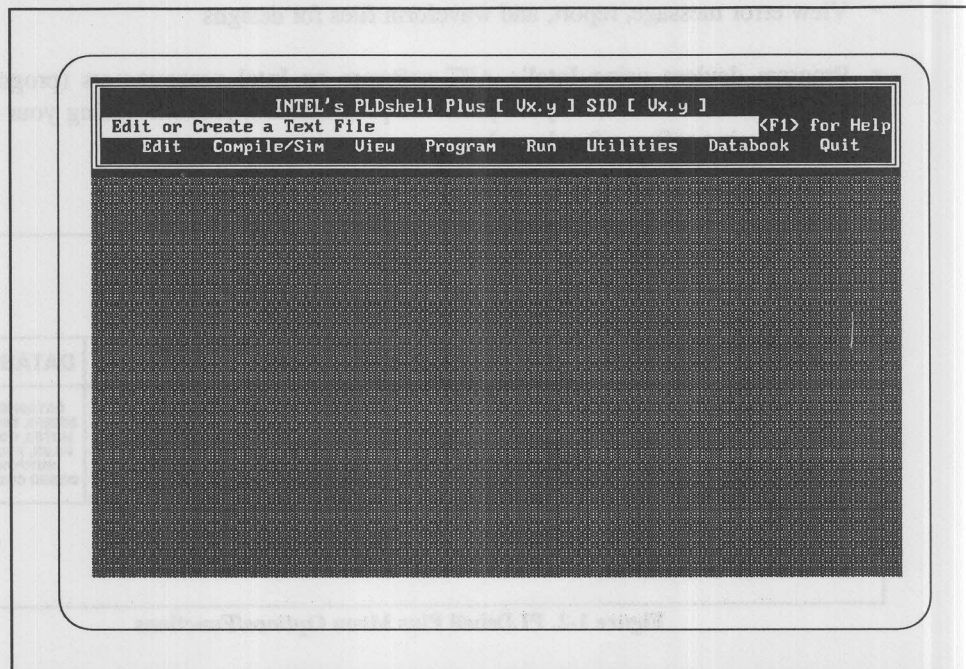 INTEL's PLDshell Plus [ Vx.y ] SID [ Vx.y ]
Edit or Create a Text File <F1> for Help
Edit Compile/Sim View Program Run Utilities Databook Quit